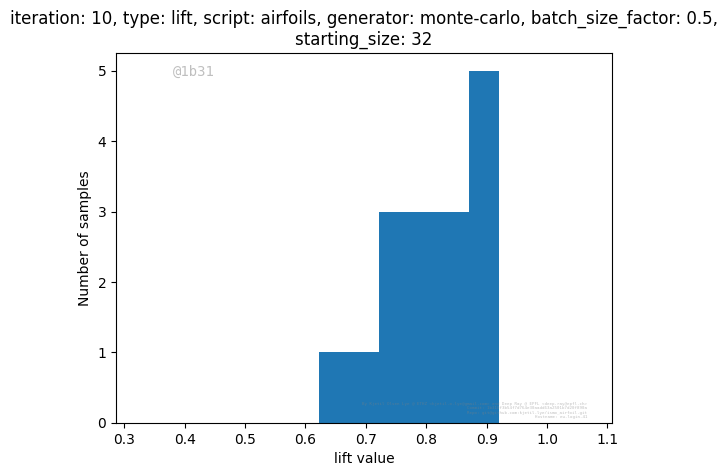 iteration: 10, type: lift, script: airfoils, generator: monte-carlo, batch_size_factor: 0.5,
starting_size: 32
@1b31
5
4
3
2
1
0
Number of samples
0.3 0.4 0.5 0.6 0.7 0.8 0.9 1.0 1.1
lift value